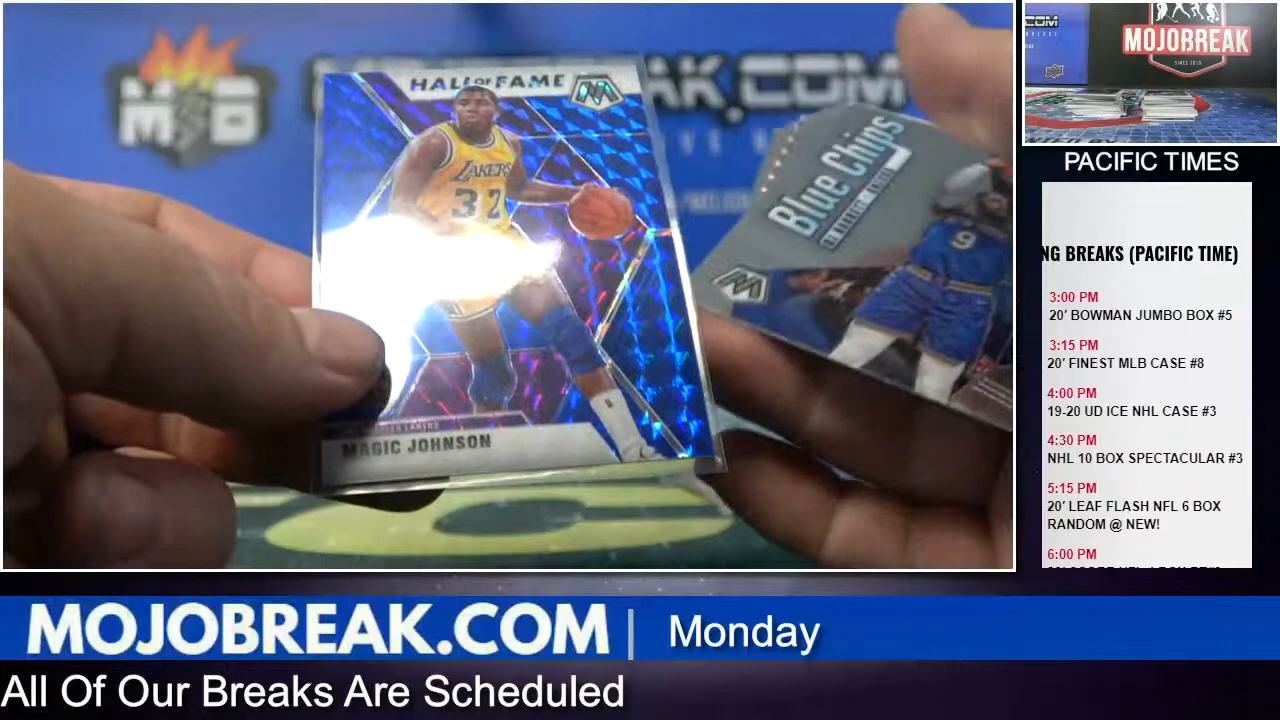 HALL OF FAME
LAKERS
32
LAKERS
MAGIC JOHNSON
Blue Chips
9
.COM
MOJOBREAK
SINCE 2010
PACIFIC TIMES
NG BREAKS (PACIFIC TIME)
3:00 PM
20' BOWMAN JUMBO BOX #5
3:15 PM
20' FINEST MLB CASE #8
4:00 PM
19-20 UD ICE NHL CASE #3
4:30 PM
NHL 10 BOX SPECTACULAR #3
5:15 PM
20' LEAF FLASH NFL 6 BOX
RANDOM @ NEW!
6:00 PM
MOJOBREAK.COM | Monday
All Of Our Breaks Are Scheduled